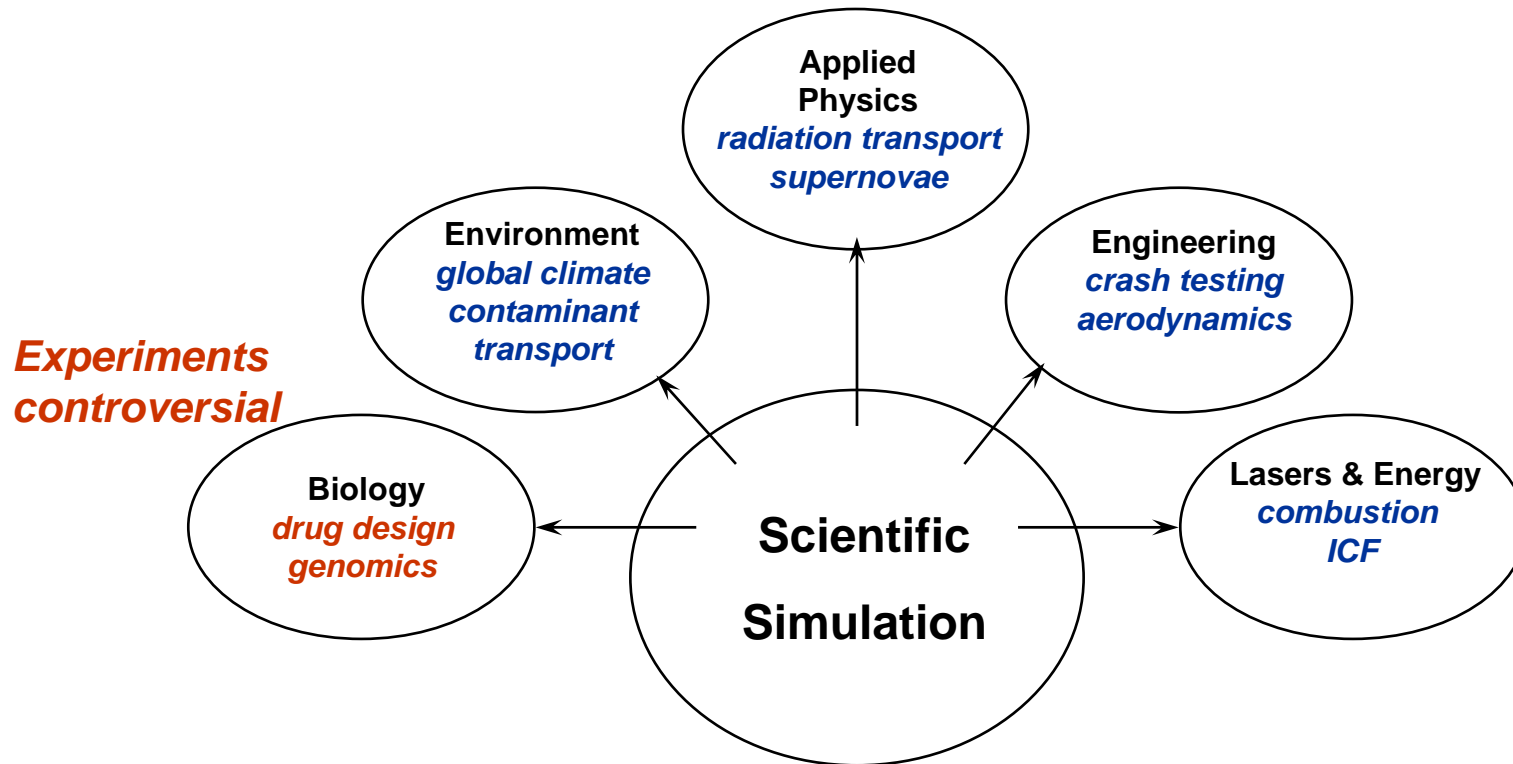 Applied
Physics
radiation transport
supernovae
Environment
global climate
contaminant
transport
Engineering
crash testing
aerodynamics
Experiments
controversial
Biology
drug design
genomics
Lasers & Energy
combustion
ICF
Scientific
Simulation